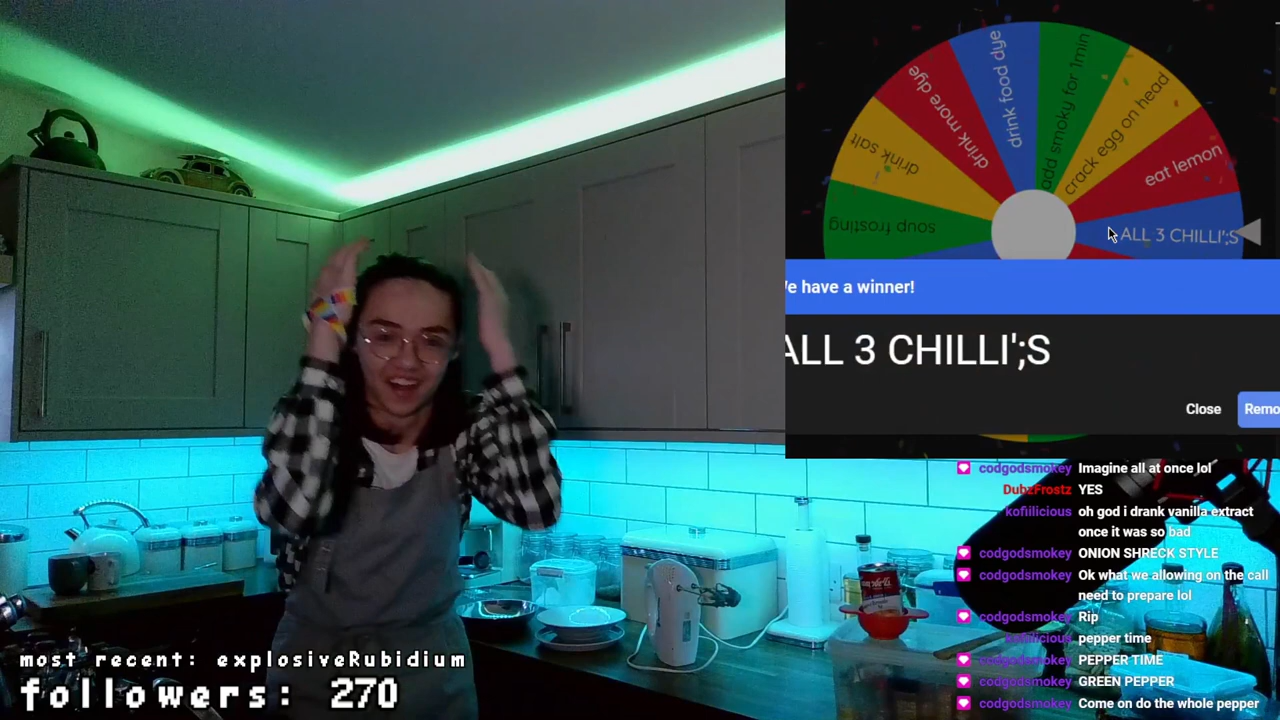 drink salt
drink more dye
drink food dye
add smoky for 1min
crack egg on head
eat lemon
soup frosting
ALL 3 CHILLI';S
e have a winner!
ALL 3 CHILLI';S
Close
Remo
codgodsmokey Imagine all at once lol
DubzFrostz YES
kofiilicious oh god i drank vanilla extract
once it was so bad
codgodsmokey ONION SHRECK STYLE
codgodsmokey Ok what we allowing on the call
need to prepare lol
codgodsmokey Rip
kofiilicious pepper time
codgodsmokey PEPPER TIME
codgodsmokey GREEN PEPPER
codgodsmokey Come on do the whole pepper
most recent: explosiveRubidium
followers: 270